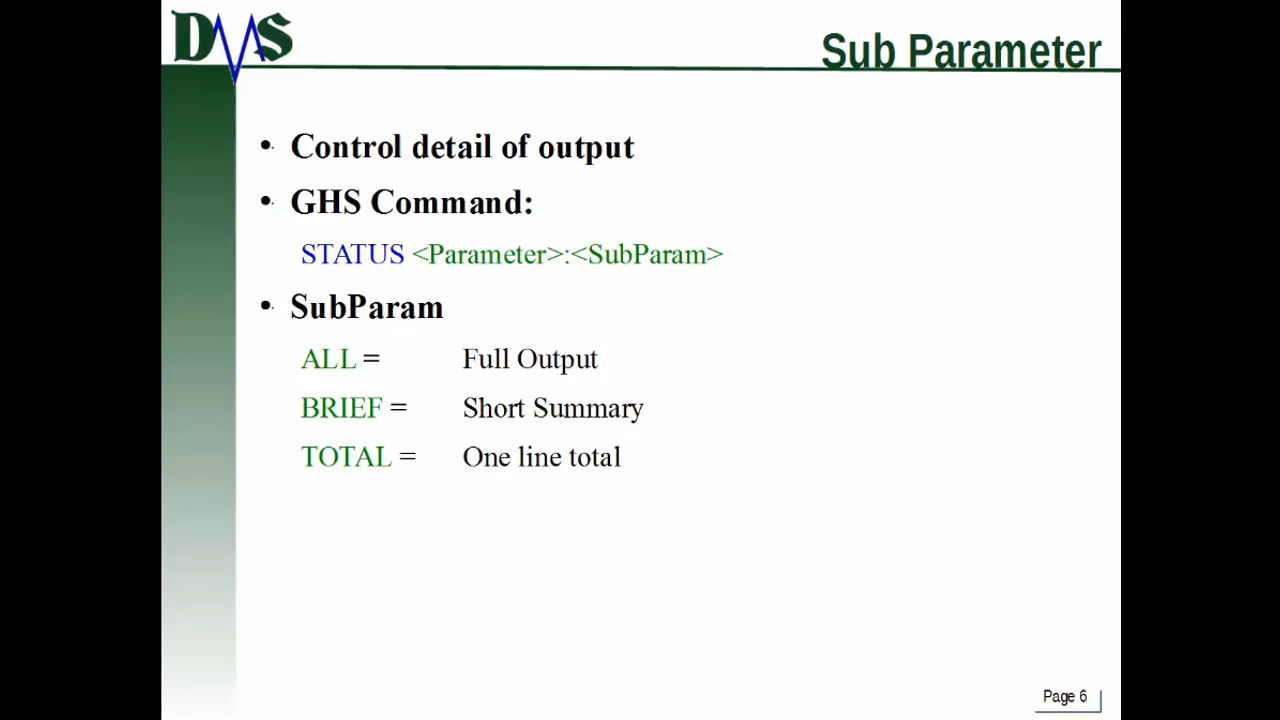 DMS
Sub Parameter
• Control detail of output
• GHS Command:
STATUS <Parameter>:<SubParam>
• SubParam
ALL = Full Output
BRIEF = Short Summary
TOTAL = One line total
Page 6